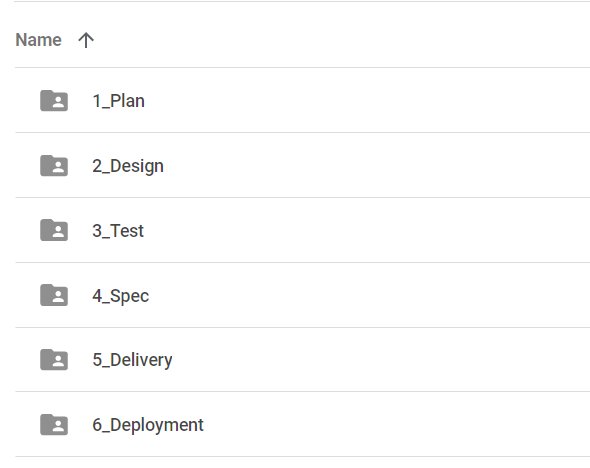 Name
1_Plan
2_Design
3_Test
4_Spec
5_Delivery
6_Deployment